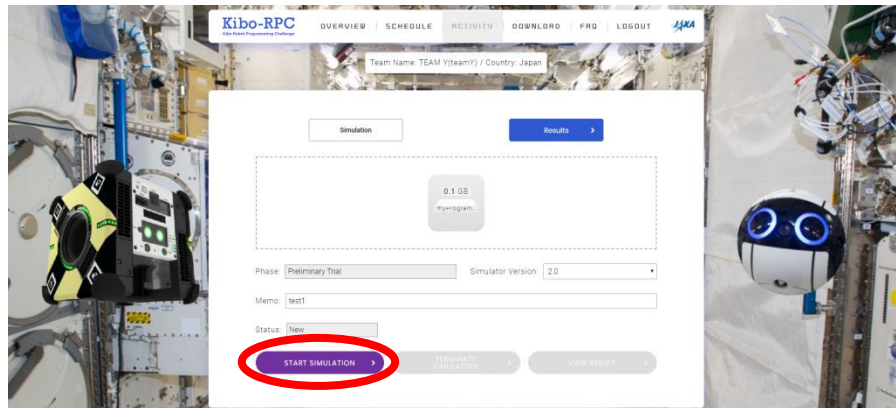 Kibo-RPC
Kibo Robot Programming Challenge
OVERVIEW SCHEDULE ACTIVITY DOWNLOAD FAQ LOGOUT
Team Name: TEAM Y(teamY) / Country: Japan
Simulation
Results >
0.1 GB
myProgram...
Phase: Preliminary Trial
Simulator Version: 2.0
Memo: test1
Status: New
START SIMULATION >
TERMINATE SIMULATION >
VIEW RESULT >